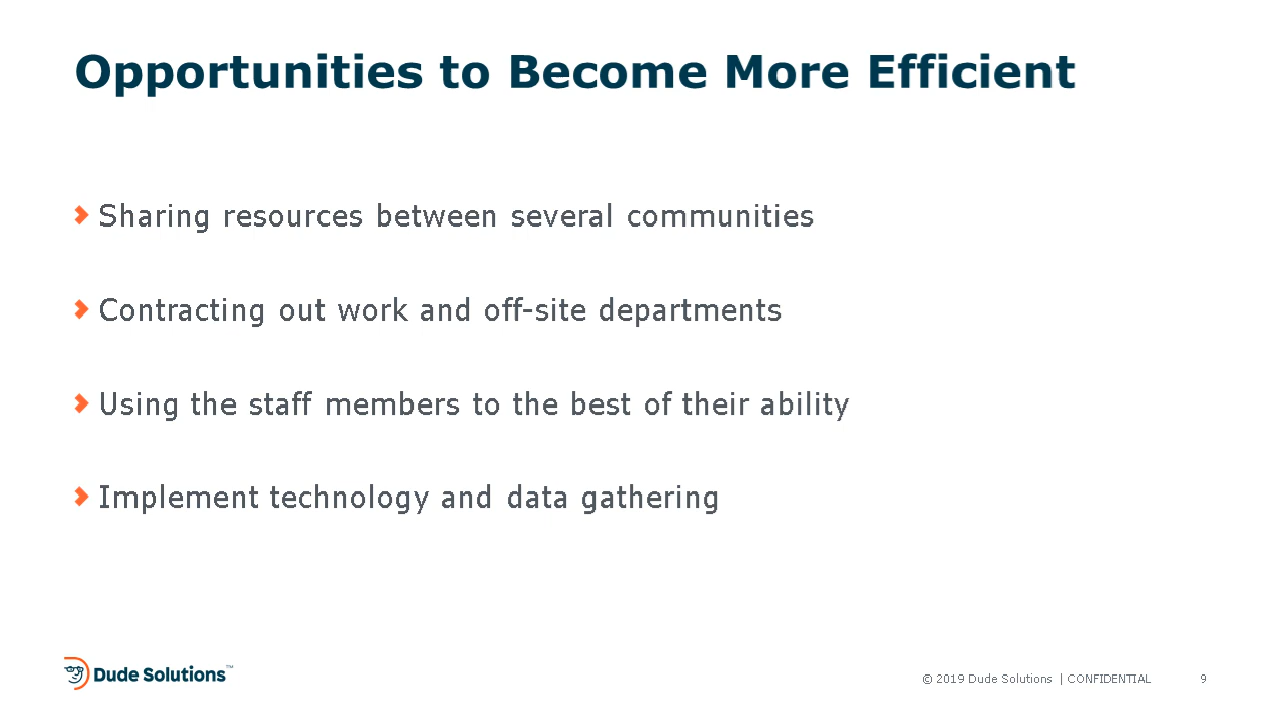 Opportunities to Become More Efficient
Sharing resources between several communities
Contracting out work and off-site departments
Using the staff members to the best of their ability
Implement technology and data gathering
Dude Solutions™
© 2019 Dude Solutions | CONFIDENTIAL 9